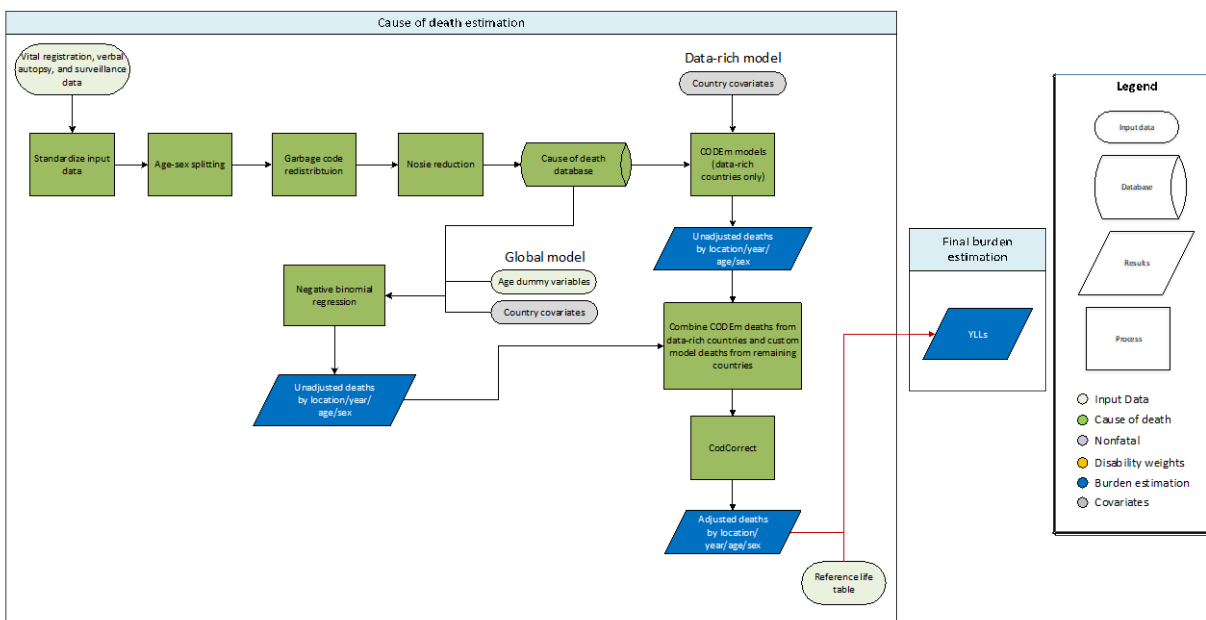 Cause of death estimation
Vital registration, verbal
autopsy, and surveillance
data
Data-rich model
Country covariates
Standardize input
data
Age-sex splitting
Garbage code
redistribtuion
Nosie reduction
Cause of death
database
CODEm models
(data-rich
countries only)
Unadjusted deaths
by location/year/
age/sex
Global model
Age dummy variables
Country covariates
Negative binomial
regression
Unadjusted deaths
by location/year/
age/sex
Combine CODEm deaths from
data-rich countries and custom
model deaths from remaining
countries
CodCorrect
Adjusted deaths
by location/
year/age/sex
Reference life
table
Final burden
estimation
YLLs
Legend
Input data
Database
Results
Process
Input Data
Cause of death
Nonfatal
Disability weights
Burden estimation
Covariates